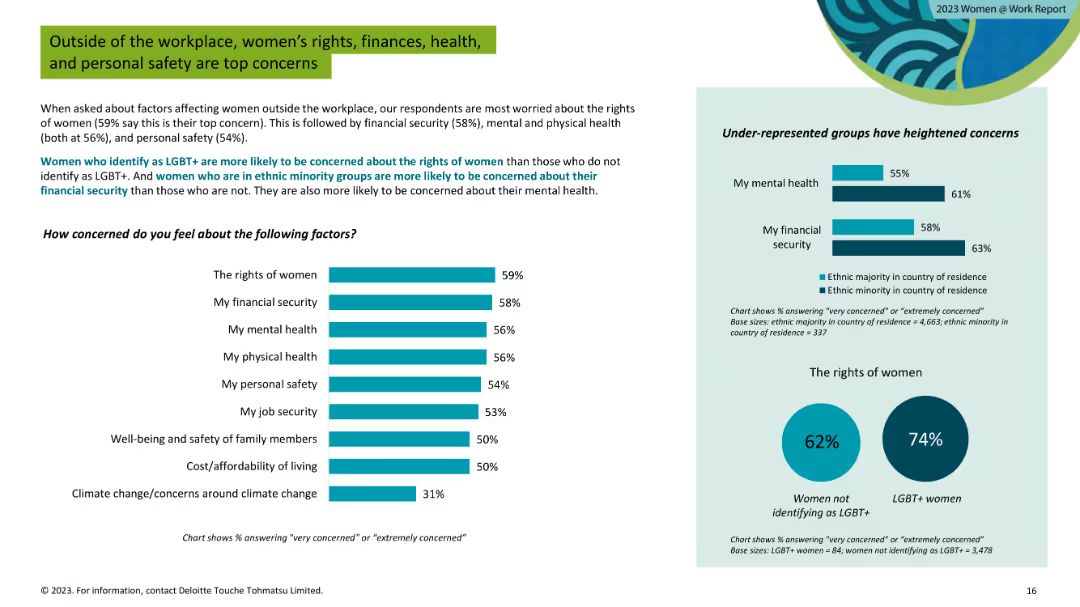 2023 Women @ Work Report
Outside of the workplace, women's rights, finances, health,
and personal safety are top concerns
When asked about factors affecting women outside the workplace, our respondents are most worried about the rights
of women (59% say this is their top concern). This is followed by financial security (58%), mental and physical health
(both at 56%), and personal safety (54%).
Women who identify as LGBT+ are more likely to be concerned about the rights of women than those who do not
identify as LGBT+. And women who are in ethnic minority groups are more likely to be concerned about their
financial security than those who are not. They are also more likely to be concerned about their mental health.
How concerned do you feel about the following factors?
The rights of women 59%
My financial security 58%
My mental health 56%
My physical health 56%
My personal safety 54%
My job security 53%
Well-being and safety of family members 50%
Cost/affordability of living 50%
Climate change/concerns around climate change 31%
Chart shows % answering "very concerned" or "extremely concerned"
Under-represented groups have heightened concerns
My mental health
55%
61%
My financial
security
58%
63%
Ethnic majority in country of residence
Ethnic minority in country of residence
Chart shows % answering "very concerned" or "extremely concerned"
Base sizes: ethnic majority in country of residence = 4,663; ethnic minority in
country of residence = 337
The rights of women
62%
74%
Women not
identifying as LGBT+
LGBT+ women
Chart shows % answering "very concerned" or "extremely concerned"
Base sizes: LGBT+ women = 84; women not identifying as LGBT+ = 3,478
© 2023. For information, contact Deloitte Touche Tohmatsu Limited.
16